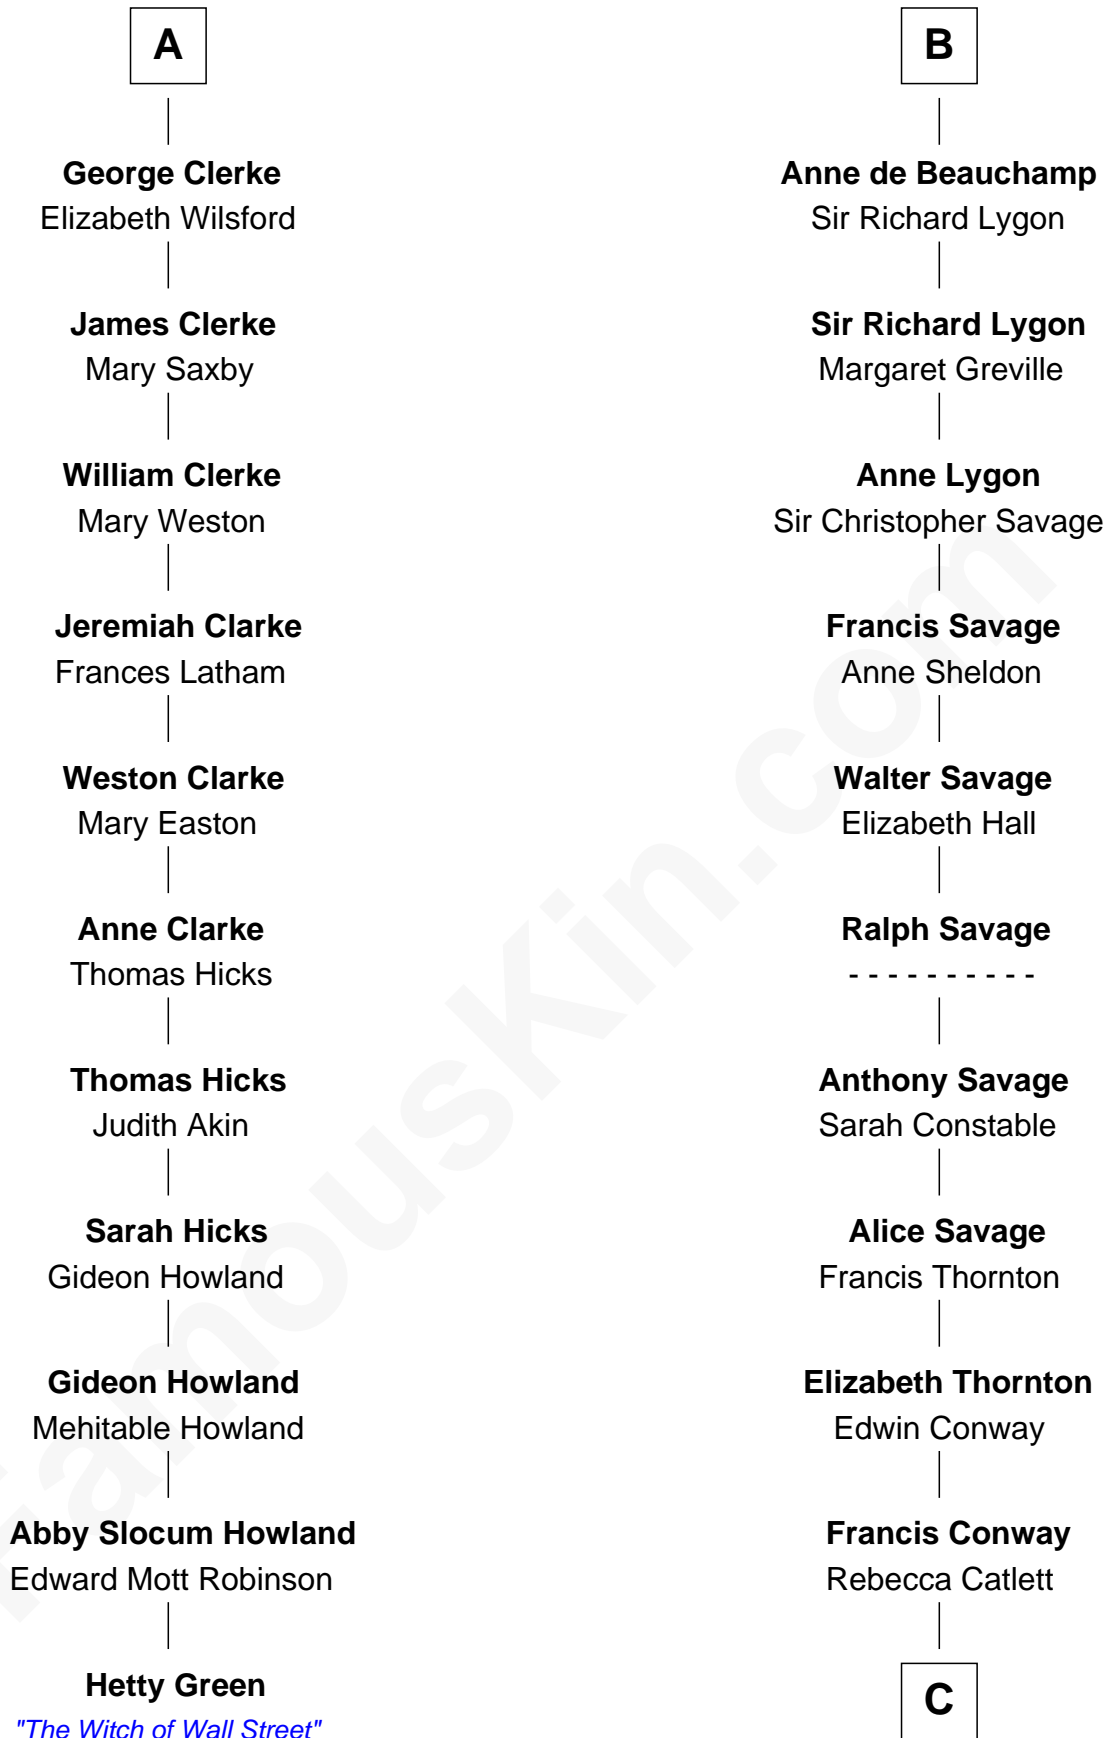 A
George Clerke
Elizabeth Wilsford
James Clerke
Mary Saxby
William Clerke
Mary Weston
Jeremiah Clarke
Frances Latham
Weston Clarke
Mary Easton
Anne Clarke
Thomas Hicks
Thomas Hicks
Judith Akin
Sarah Hicks
Gideon Howland
Gideon Howland
Mehitable Howland
Abby Slocum Howland
Edward Mott Robinson
Hetty Green
"The Witch of Wall Street"
B
Anne de Beauchamp
Sir Richard Lygon
Sir Richard Lygon
Margaret Greville
Anne Lygon
Sir Christopher Savage
Francis Savage
Anne Sheldon
Walter Savage
Elizabeth Hall
Ralph Savage
- - - - - - - - - -
Anthony Savage
Sarah Constable
Alice Savage
Francis Thornton
Elizabeth Thornton
Edwin Conway
Francis Conway
Rebecca Catlett
C
FamousKin.com